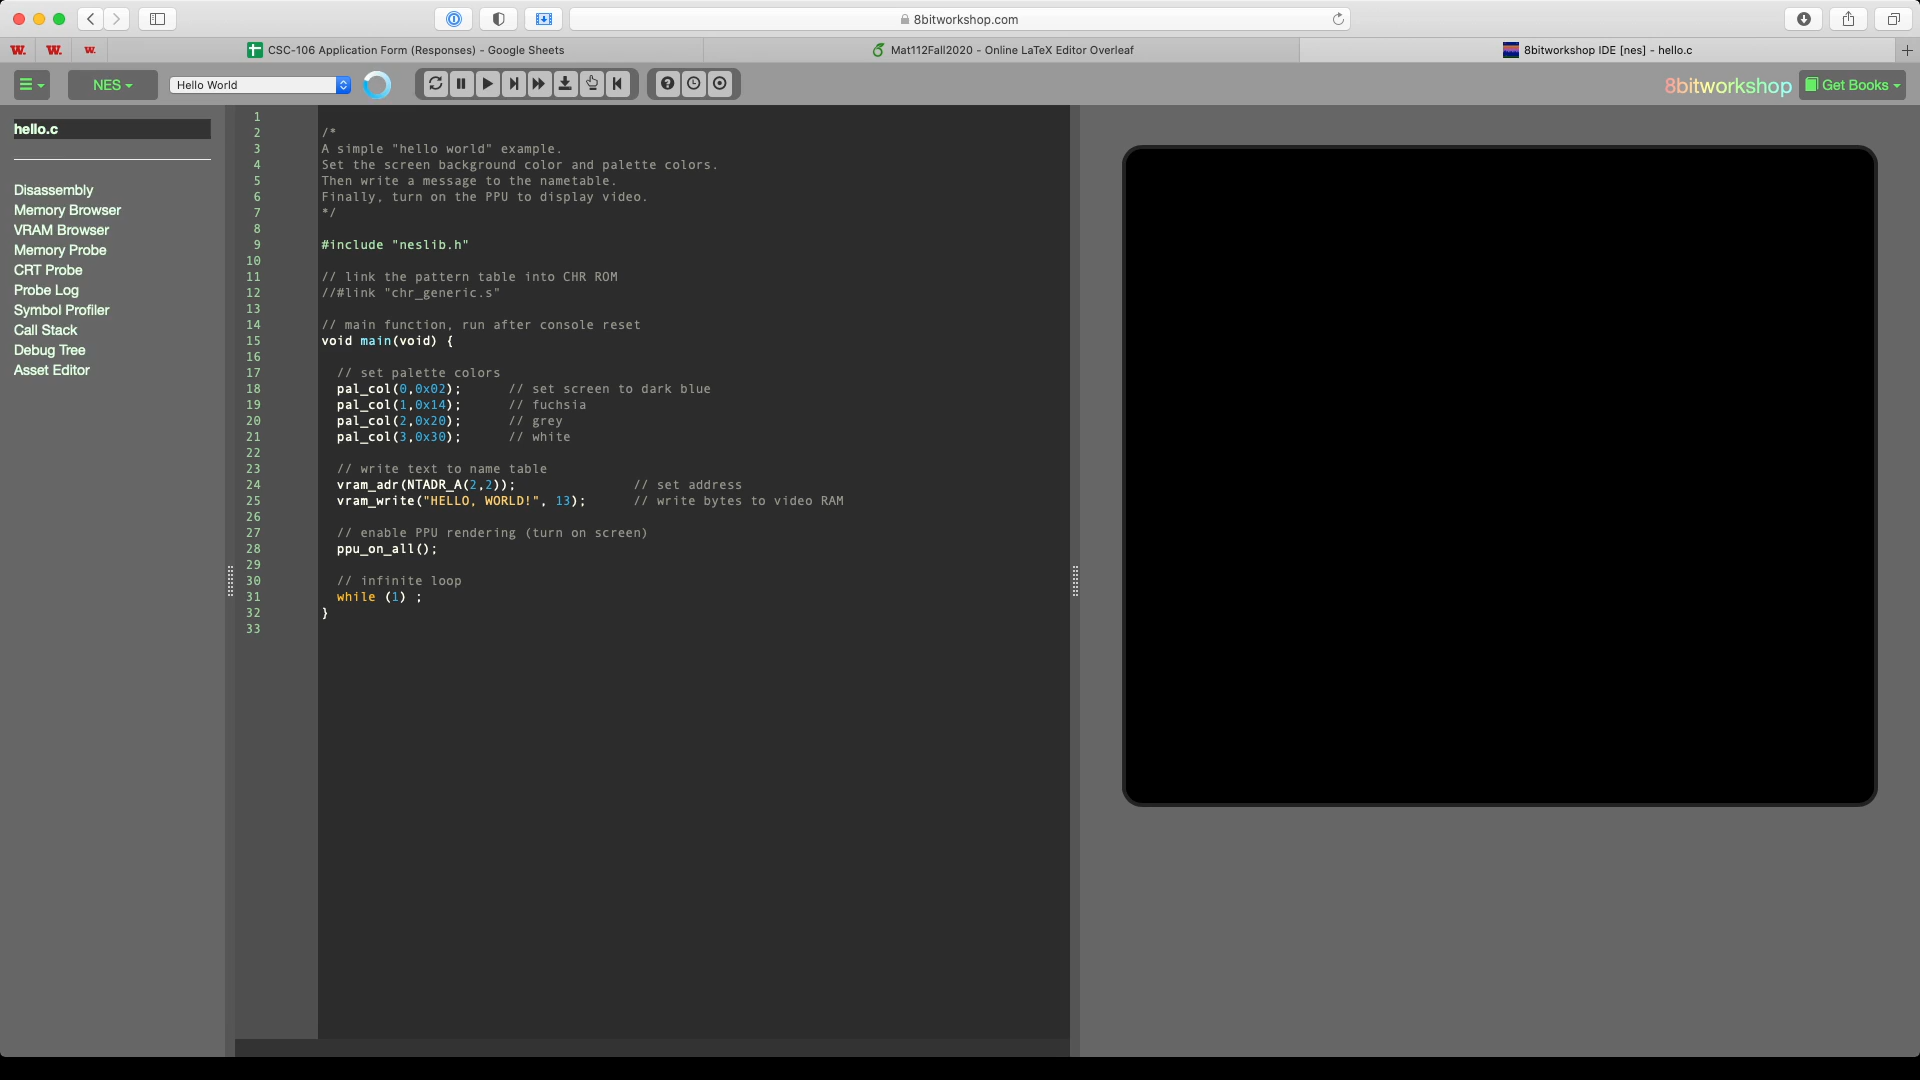 8bitworkshop.com
W. W. W. CSC-106 Application Form (Responses) - Google Sheets Mat112Fall2020 - Online LaTeX Editor Overleaf 8bitworkshop IDE [nes] - hello.c
NES Hello World 8bitworkshop Get Books
hello.c
Disassembly
Memory Browser
VRAM Browser
Memory Probe
CRT Probe
Probe Log
Symbol Profiler
Call Stack
Debug Tree
Asset Editor
1
2 /*
3 A simple "hello world" example.
4 Set the screen background color and palette colors.
5 Then write a message to the nametable.
6 Finally, turn on the PPU to display video.
7 */
8
9 #include "neslib.h"
10
11 // link the pattern table into CHR ROM
12 //#link "chr_generic.s"
13
14 // main function, run after console reset
15 void main(void) {
16
17 // set palette colors
18 pal_col(0,0x02); // set screen to dark blue
19 pal_col(1,0x14); // fuchsia
20 pal_col(2,0x20); // grey
21 pal_col(3,0x30); // white
22
23 // write text to name table
24 vram_adr(NTADR_A(2,2)); // set address
25 vram_write("HELLO, WORLD!", 13); // write bytes to video RAM
26
27 // enable PPU rendering (turn on screen)
28 ppu_on_all();
29
30 // infinite loop
31 while (1) ;
32 }
33